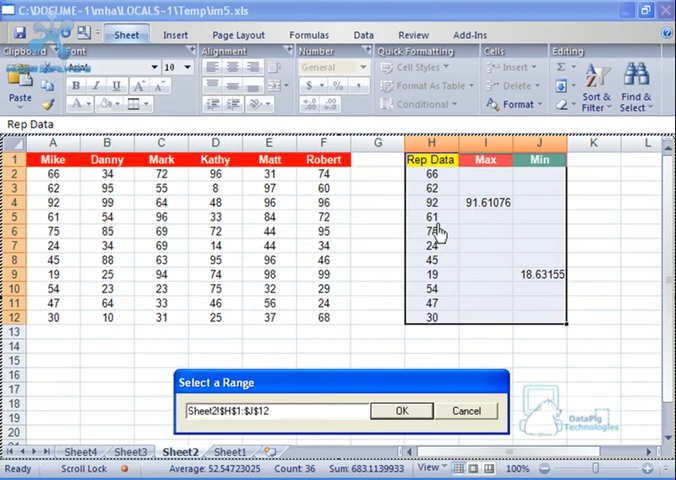 C:\DOCUME~1\mha\LOCALS~1\Temp\im5.xls
Sheet Insert Page Layout Formulas Data Review Add-Ins
Clipboard Font Alignment Number Quick Formatting Cells Editing
Arial 10 General Cell Styles Insert
Paste B I U A A $ % , Format As Table Delete Sort & Find &
A Conditional Format Filter Select
Rep Data
A B C D E F G H I J K L
1 Mike Danny Mark Kathy Matt Robert Rep Data Max Min
2 66 34 72 96 31 74 66
3 62 95 55 8 97 60 62
4 92 99 64 48 96 96 92 91.61076
5 61 54 96 33 84 72 61
6 75 85 69 72 44 95
7 24 34 69 14 44 34 24
8 45 88 63 95 96 46 45
9 19 25 94 74 98 99 19 18.63155
10 54 23 23 75 32 29 54
11 47 64 33 46 56 24 47
12 30 10 31 25 37 68 30
13
14
15
16
17
18
19
20
Select a Range
Sheet2!$H$1:$J$12 OK Cancel
DataPig
Technologies
Sheet4 Sheet3 Sheet2 Sheet1
Ready Scroll Lock Average: 52.54723025 Count: 36 Sum: 683.1139933 View 100%